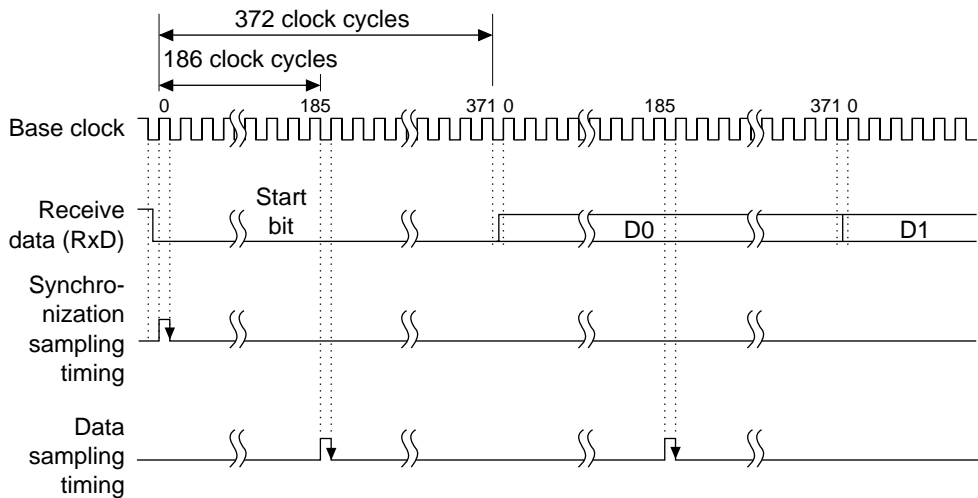 372 clock cycles
186 clock cycles
0 185 371 0 185 371 0
Base clock
Receive
data (RxD)
Start
bit
D0
D1
Synchro-
nization
sampling
timing
Data
sampling
timing